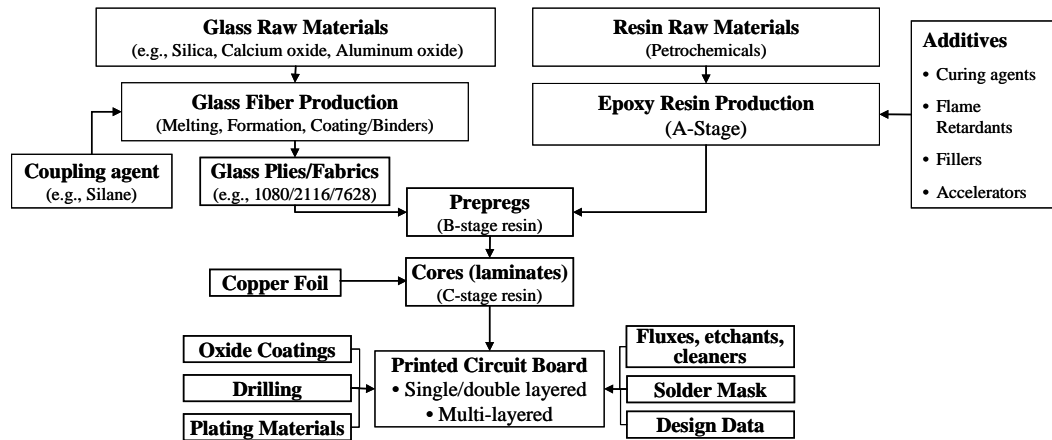 Glass Raw Materials
(e.g., Silica, Calcium oxide, Aluminum oxide)
Resin Raw Materials
(Petrochemicals)
Additives
• Curing agents
• Flame
Retardants
• Fillers
• Accelerators
Glass Fiber Production
(Melting, Formation, Coating/Binders)
Epoxy Resin Production
(A-Stage)
Coupling agent
(e.g., Silane)
Glass Plies/Fabrics
(e.g., 1080/2116/7628)
Prepregs
(B-stage resin)
Copper Foil
Cores (laminates)
(C-stage resin)
Oxide Coatings
Drilling
Plating Materials
Printed Circuit Board
• Single/double layered
• Multi-layered
Fluxes, etchants,
cleaners
Solder Mask
Design Data